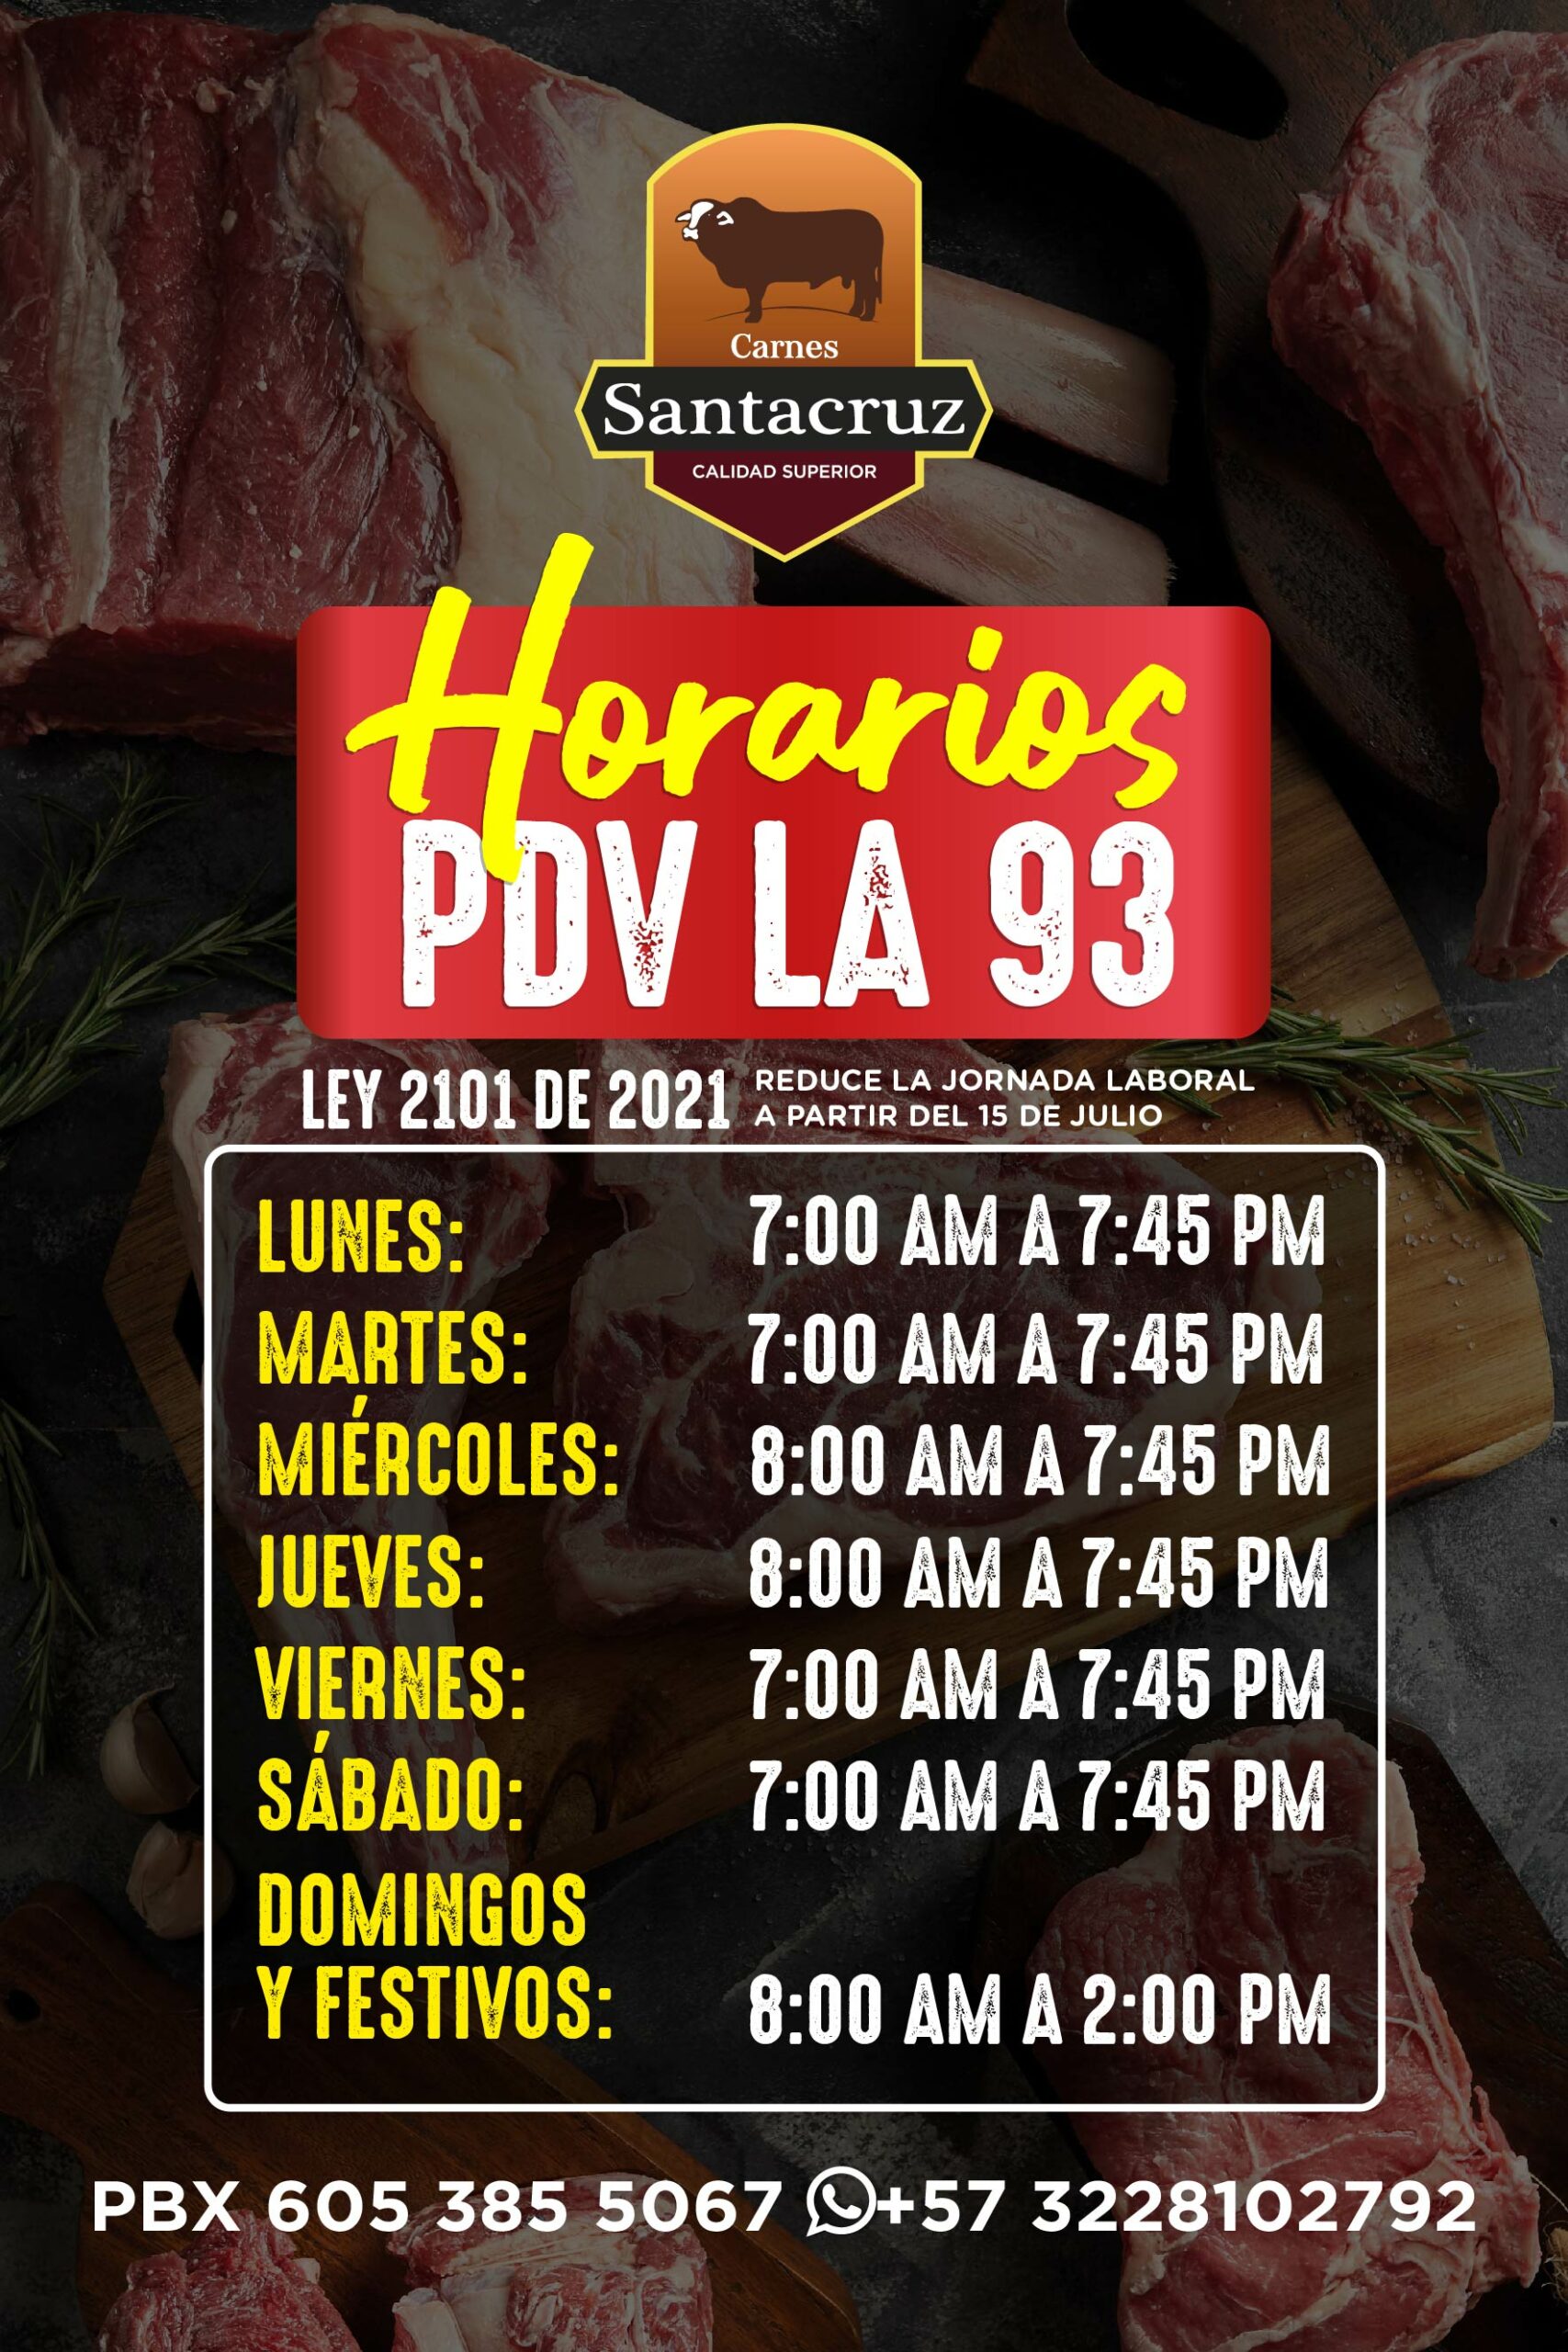 Carnes
Santacruz
CALIDAD SUPERIOR
Horarios
PDV LA 93
LEY 2101 DE 2021 REDUCE LA JORNADA LABORAL
A PARTIR DEL 15 DE JULIO
LUNES: 7:00 AM A 7:45 PM
MARTES: 7:00 AM A 7:45 PM
MIÉRCOLES: 8:00 AM A 7:45 PM
JUEVES: 8:00 AM A 7:45 PM
VIERNES: 7:00 AM A 7:45 PM
SÁBADO: 7:00 AM A 7:45 PM
DOMINGOS
Y FESTIVOS: 8:00 AM A 2:00 PM
PBX 605 385 5067 +57 3228102792